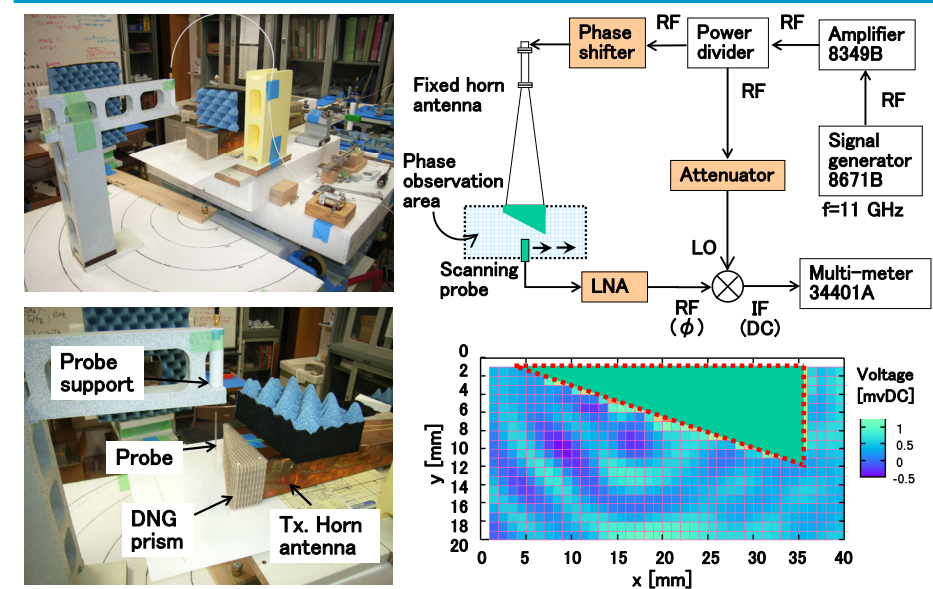 RF
RF
Phase
shifter
Power
divider
Amplifier
8349B
Fixed horn
antenna
RF
RF
Signal
generator
8671B
Phase
observation
area
Attenuator
f=11 GHz
LO
Scanning
probe
LNA
Multi-meter
34401A
RF
(φ)
IF
(DC)
Probe
support
Probe
DNG
prism
Tx. Horn
antenna
0
2
4
6
8
10
12
14
16
18
20
y [mm]
0
5
10
15
20
25
30
35
40
x [mm]
Voltage
[mvDC]
1
0.5
0
-0.5